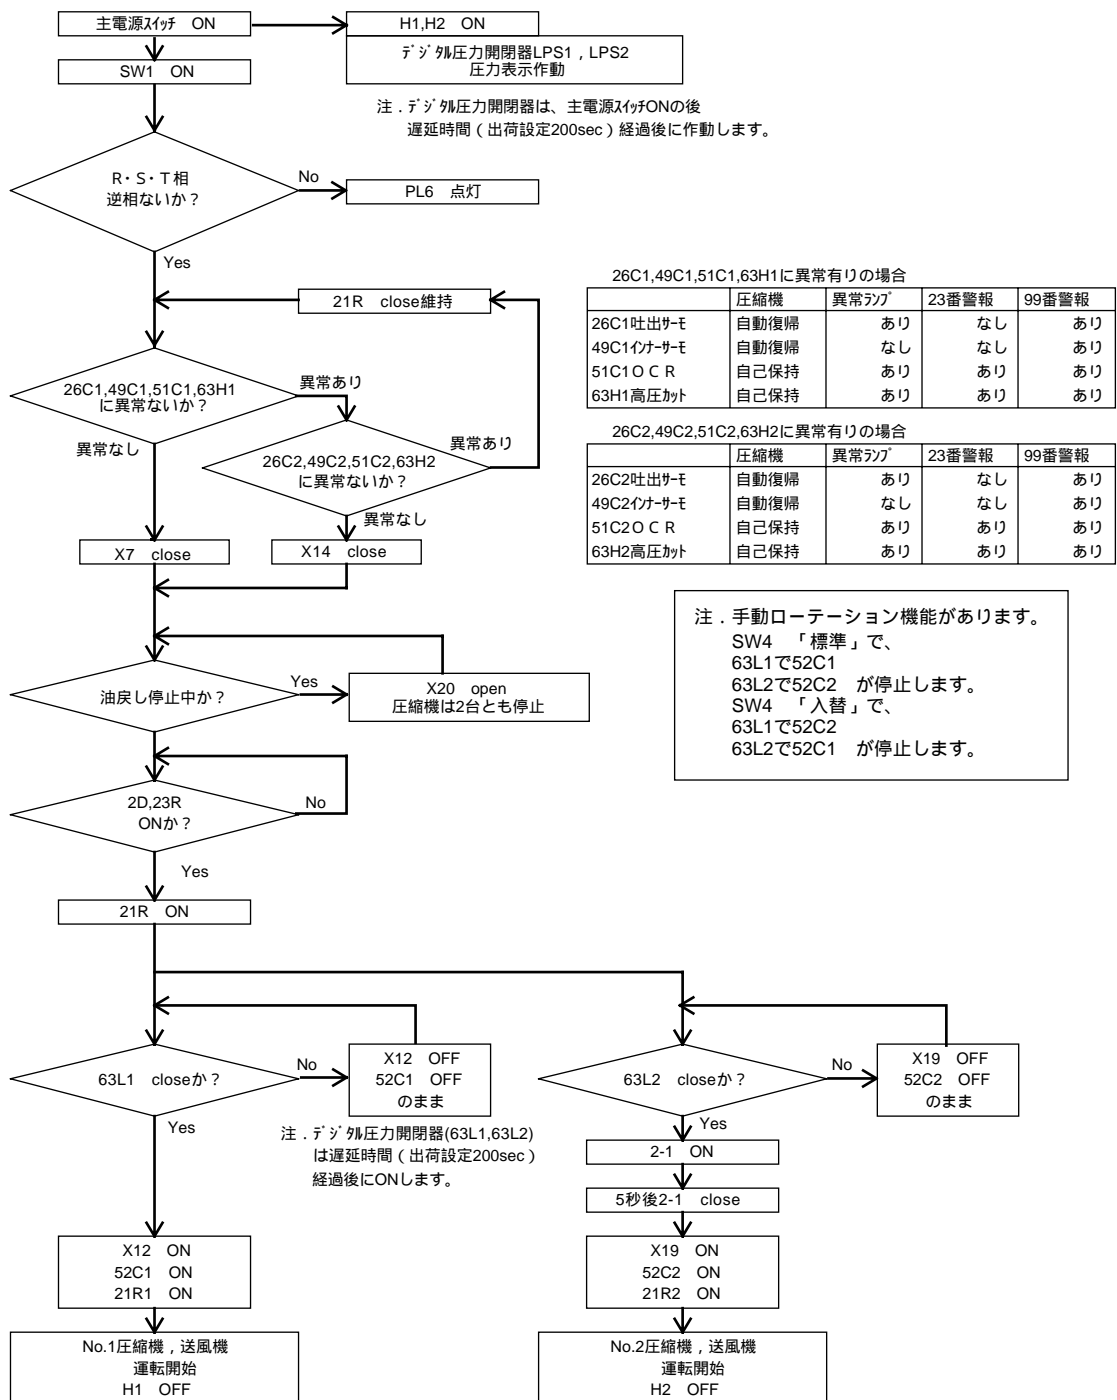 主電源ｽｲｯﾁ　ON
H1,H2　ON
ﾃﾞｼﾞﾀﾙ圧力開閉器LPS1，LPS2
圧力表示作動
SW1　ON
注．ﾃﾞｼﾞﾀﾙ圧力開閉器は、主電源ｽｲｯﾁONの後
遅延時間（出荷設定200sec）経過後に作動します。
R・S・T相
逆相ないか？
No
PL6　点灯
Yes
21R　close維持
26C1,49C1,51C1,63H1に異常有りの場合
圧縮機　異常ﾗﾝﾌﾟ　23番警報　99番警報
26C1吐出ｻｰﾓ　自動復帰　あり　なし　あり
49C1ｲﾝﾅｰｻｰﾓ　自動復帰　なし　なし　あり
51C1ＯＣＲ　自己保持　あり　あり　あり
63H1高圧ｶｯﾄ　自己保持　あり　あり　あり
26C1,49C1,51C1,63H1
に異常ないか？
異常あり
異常なし
26C2,49C2,51C2,63H2
に異常ないか？
異常あり
異常なし
26C2,49C2,51C2,63H2に異常有りの場合
圧縮機　異常ﾗﾝﾌﾟ　23番警報　99番警報
26C2吐出ｻｰﾓ　自動復帰　あり　なし　あり
49C2ｲﾝﾅｰｻｰﾓ　自動復帰　なし　なし　あり
51C2ＯＣＲ　自己保持　あり　あり　あり
63H2高圧ｶｯﾄ　自己保持　あり　あり　あり
X7　close
X14　close
注．手動ローテーション機能があります。
SW4　「標準」で、
63L1で52C1
63L2で52C2　が停止します。
SW4　「入替」で、
63L1で52C2
63L2で52C1　が停止します。
油戻し停止中か？
Yes
X20　open
圧縮機は2台とも停止
2D,23R
ONか？
No
Yes
21R　ON
63L1　closeか？
No
X12　OFF
52C1　OFF
のまま
Yes
注．ﾃﾞｼﾞﾀﾙ圧力開閉器(63L1,63L2)
は遅延時間（出荷設定200sec）
経過後にONします。
63L2　closeか？
No
X19　OFF
52C2　OFF
のまま
Yes
2-1　ON
5秒後2-1　close
X12　ON
52C1　ON
21R1　ON
X19　ON
52C2　ON
21R2　ON
No.1圧縮機，送風機
運転開始
H1　OFF
No.2圧縮機，送風機
運転開始
H2　OFF